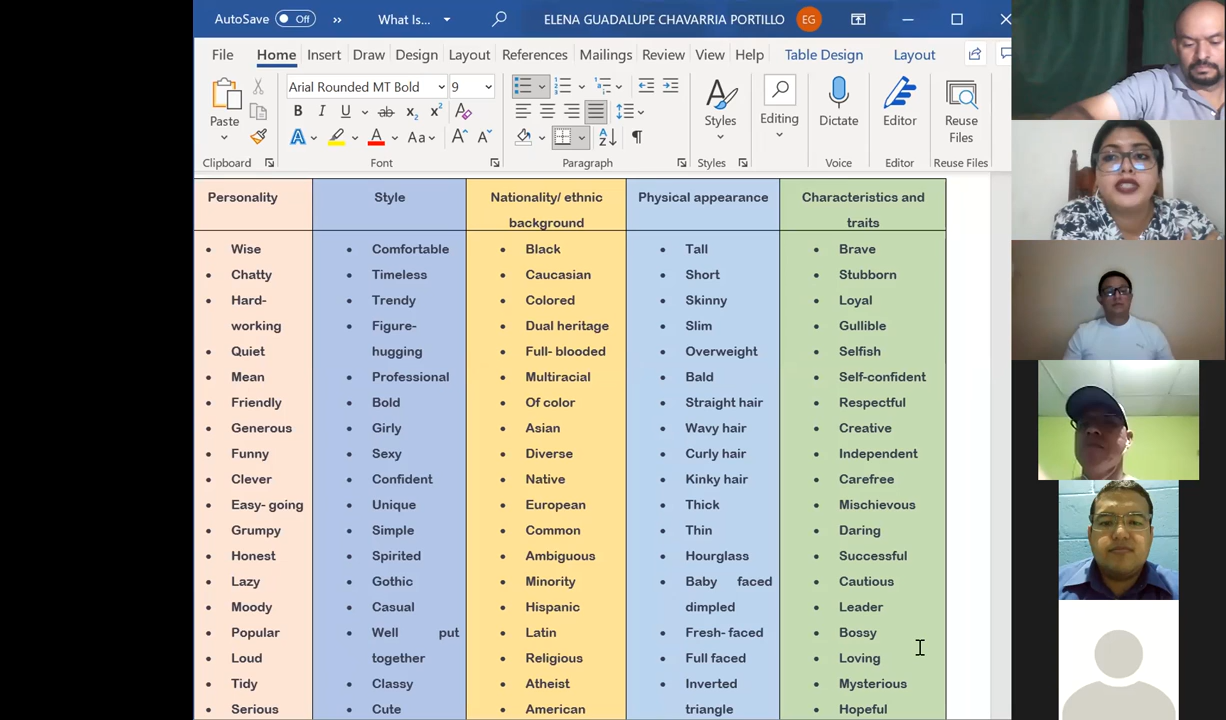 AutoSave Off What Is... ELENA GUADALUPE CHAVARRIA PORTILLO EG
File Home Insert Draw Design Layout References Mailings Review View Help Table Design Layout
Arial Rounded MT Bold 9
Paste
B I U ab x₂ x²
A A Aa A A
Styles Editing Dictate Editor Reuse Files
Clipboard Font Paragraph Styles Voice Editor Reuse Files
Personality
Wise
Chatty
Hard-
working
Quiet
Mean
Friendly
Generous
Funny
Clever
Easy- going
Grumpy
Honest
Lazy
Moody
Popular
Loud
Tidy
Serious
Style
Comfortable
Timeless
Trendy
Figure-
hugging
Professional
Bold
Girly
Sexy
Confident
Unique
Simple
Spirited
Gothic
Casual
Well put
together
Classy
Cute
Nationality/ ethnic
background
Black
Caucasian
Colored
Dual heritage
Full- blooded
Multiracial
Of color
Asian
Diverse
Native
European
Common
Ambiguous
Minority
Hispanic
Latin
Religious
Atheist
American
Physical appearance
Tall
Short
Skinny
Slim
Overweight
Bald
Straight hair
Wavy hair
Curly hair
Kinky hair
Thick
Thin
Hourglass
Baby faced
dimpled
Fresh- faced
Full faced
Inverted
triangle
Characteristics and
traits
Brave
Stubborn
Loyal
Gullible
Selfish
Self-confident
Respectful
Creative
Independent
Carefree
Mischievous
Daring
Successful
Cautious
Leader
Bossy
Loving
Mysterious
Hopeful